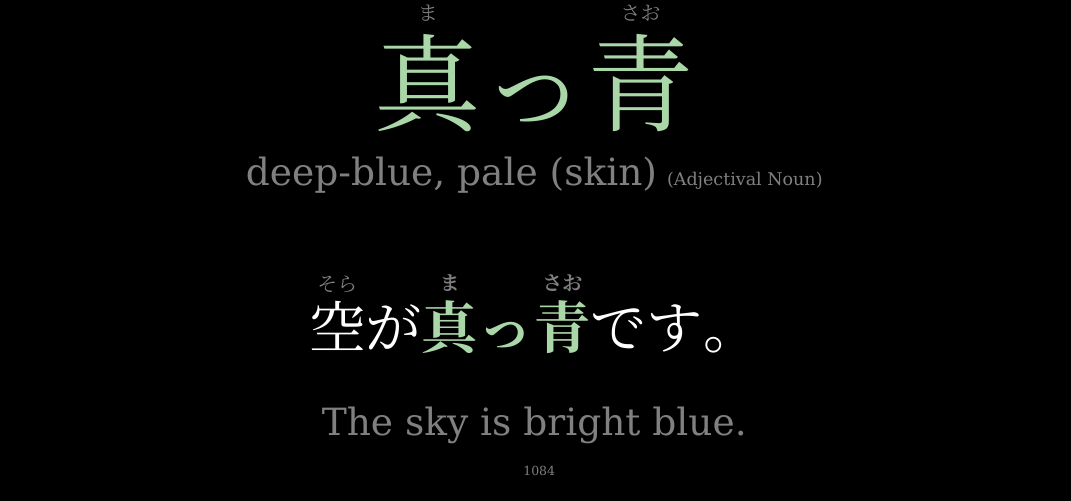 ま さお
真っ青
deep-blue, pale (skin) (Adjectival Noun)
そら ま さお
空が真っ青です。
The sky is bright blue.
1084